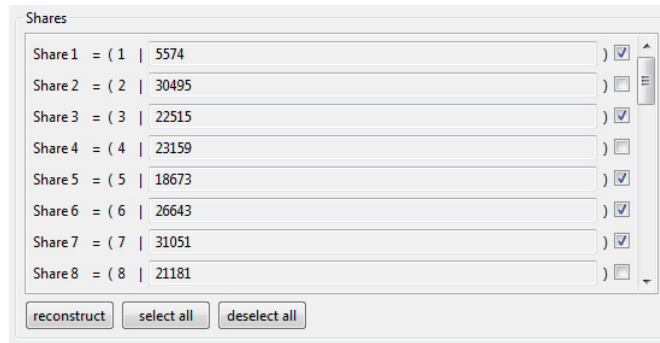 Shares
Share 1 = ( 1 | 5574 )
Share 2 = ( 2 | 30495 )
Share 3 = ( 3 | 22515 )
Share 4 = ( 4 | 23159 )
Share 5 = ( 5 | 18673 )
Share 6 = ( 6 | 26643 )
Share 7 = ( 7 | 31051 )
Share 8 = ( 8 | 21181 )
reconstruct select all deselect all